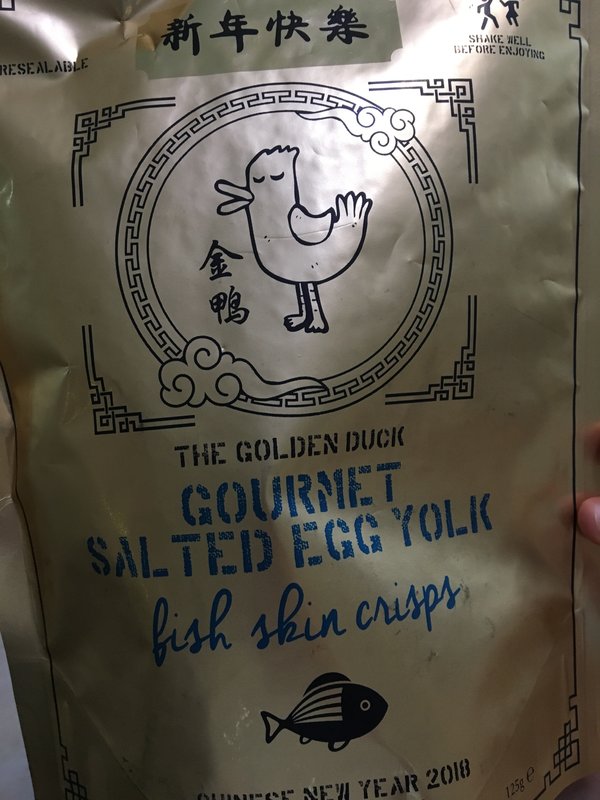 新年快樂
RESEALABLE
SHAKE WELL
BEFORE ENJOYING
金鴨
THE GOLDEN DUCK
GOURMET
SALTED EGG YOLK
fish skin crisps
CHINESE NEW YEAR 2018
125g e